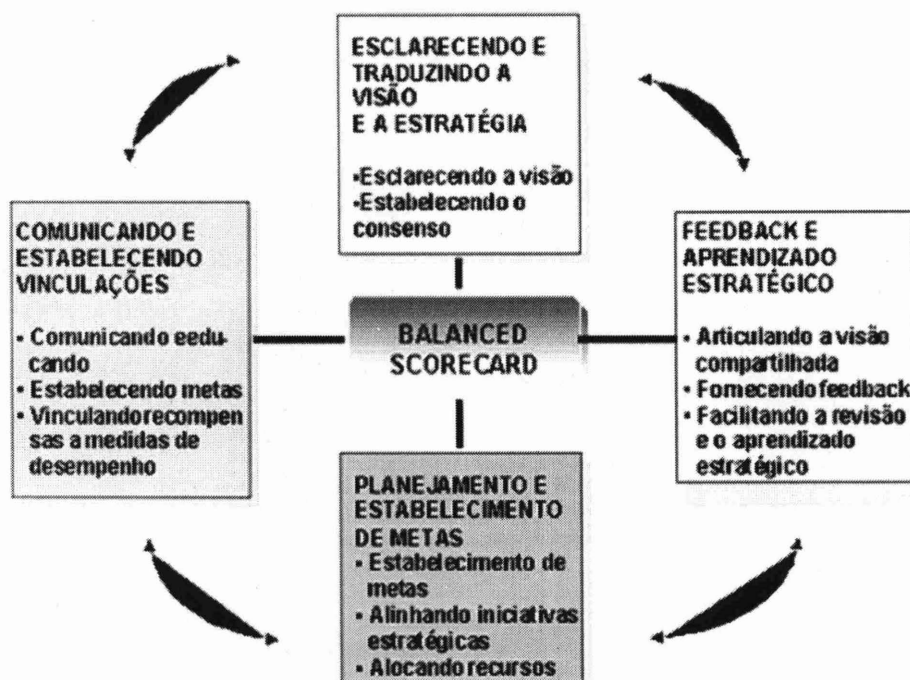 ESCLARECENDO E
TRADUZINDO A
VISÃO
E A ESTRATÉGIA
•Esclarecendo a visão
•Estabelecendo o
consenso
COMUNICANDO E
ESTABELECENDO
VINCULAÇÕES
• Comunicando eedu-
cando
• Estabelecendo metas
• Vinculandorecompen
sas a medidas de
desempenho
BALANCED
SCORECARD
FEEDBACK E
APRENDIZADO
ESTRATÉGICO
• Articulando a visão
compartilhada
• Fornecendo feedback
• Facilitando a revisão
e o aprendizado
estratégico
PLANEJAMENTO E
ESTABELECIMENTO
DE METAS
• Estabelecimento de
metas
• Alinhando iniciativas
estratégicas
• Alocando recursos